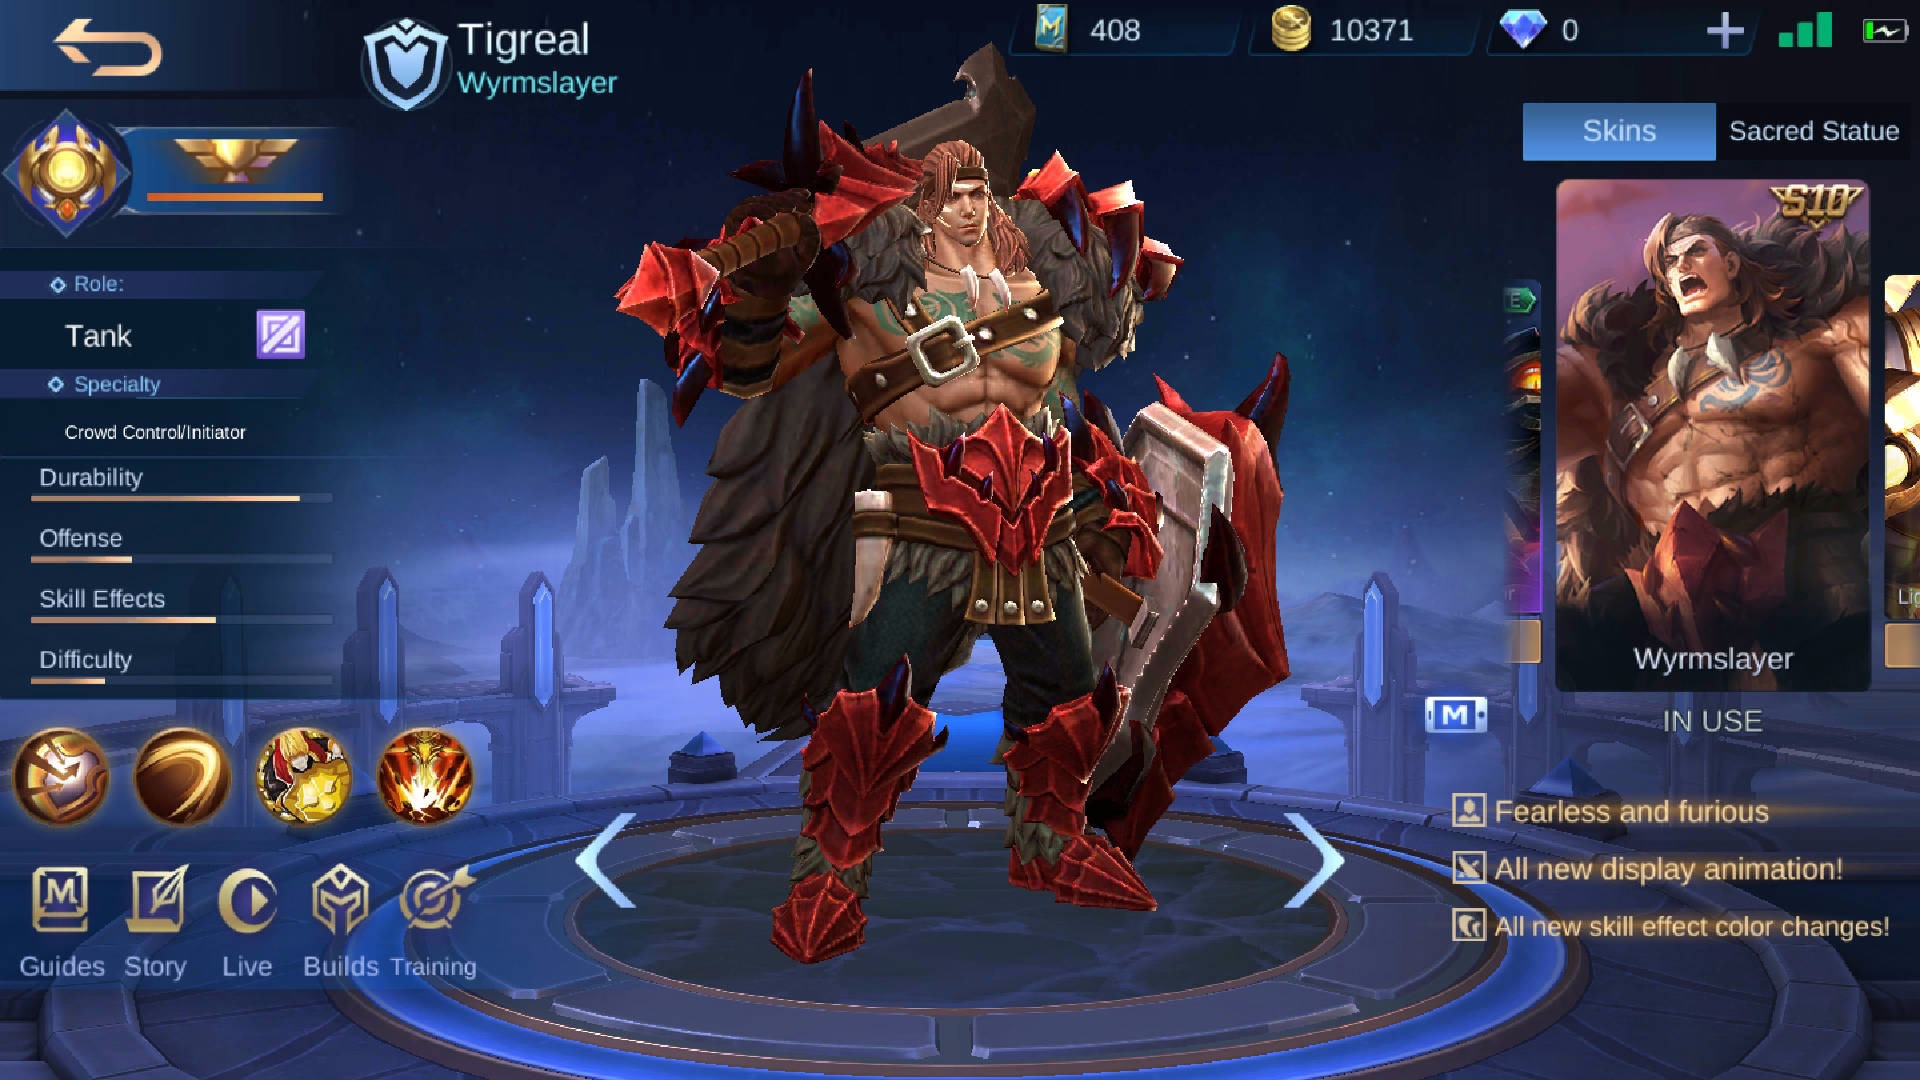 Tigreal
Wyrmslayer
408
10371
0
Skins
Sacred Statue
Role:
Tank
Specialty
Crowd Control/Initiator
Durability
Offense
Skill Effects
Difficulty
S10
E
Wyrmslayer
M
IN USE
Fearless and furious
All new display animation!
All new skill effect color changes!
Guides
Story
Live
Builds
Training